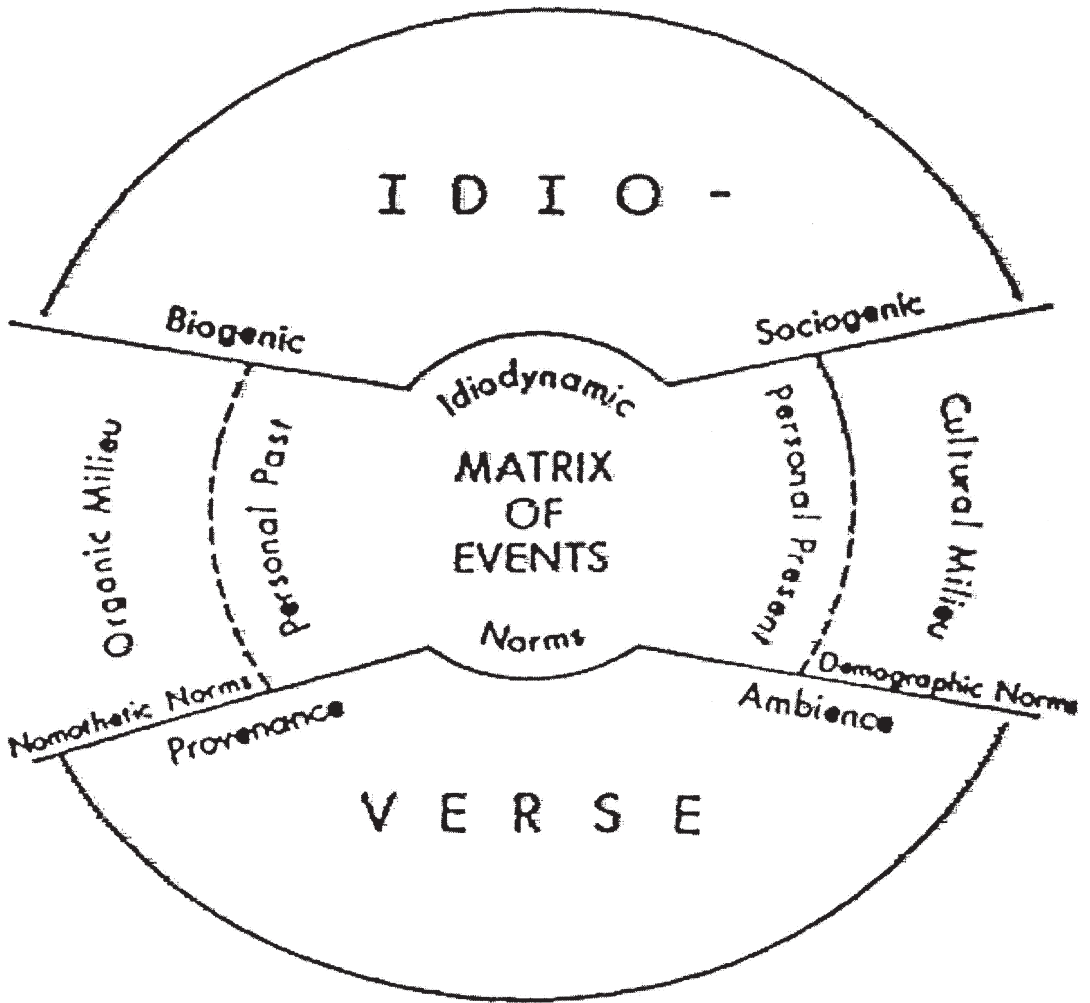 IDIO-
Biogenic
Sociogenic
Idiodynamic
Organic Milieu
Personal Past
MATRIX
OF
EVENTS
Personal Present
Cultural Milieu
Norms
Nomothetic Norms
Demographic Norms
Provenance
Ambience
VERSE